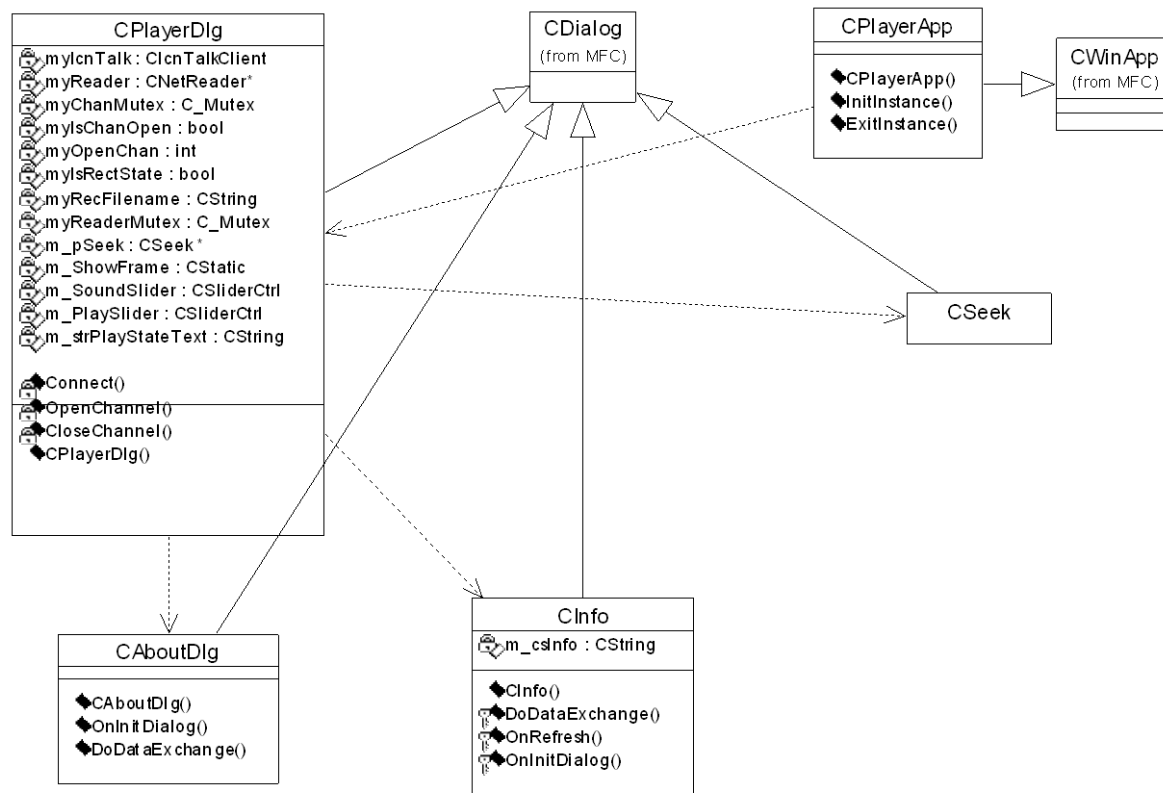 CPlayerDlg
myIcnTalk : CIcnTalkClient
myReader : CNetReader*
myChanMutex : C_Mutex
myIsChanOpen : bool
myOpenChan : int
myIsRectState : bool
myRecFilename : CString
myReaderMutex : C_Mutex
m_pSeek : CSeek*
m_ShowFrame : CStatic
m_SoundSlider : CSliderCtrl
m_PlaySlider : CSliderCtrl
m_strPlayStateText : CString
Connect()
OpenChannel()
CloseChannel()
CPlayerDlg()
CDialog
(from MFC)
CPlayerApp
CPlayerApp()
InitInstance()
ExitInstance()
CWinApp
(from MFC)
CSeek
CAboutDlg
CAboutDlg()
OnInitDialog()
DoDataExchange()
CInfo
m_csInfo : CString
CInfo()
DoDataExchange()
OnRefresh()
OnInitDialog()